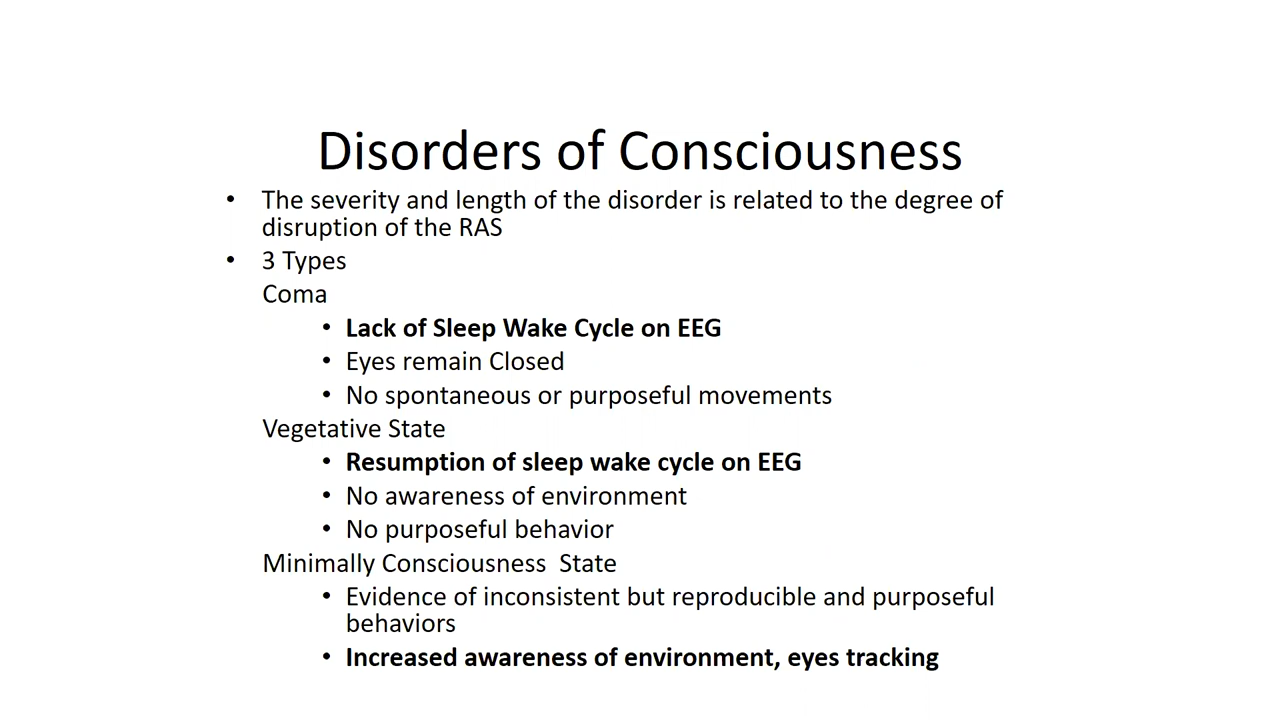 Disorders of Consciousness
• The severity and length of the disorder is related to the degree of
disruption of the RAS
• 3 Types
Coma
• Lack of Sleep Wake Cycle on EEG
• Eyes remain Closed
• No spontaneous or purposeful movements
Vegetative State
• Resumption of sleep wake cycle on EEG
• No awareness of environment
• No purposeful behavior
Minimally Consciousness  State
• Evidence of inconsistent but reproducible and purposeful
behaviors
• Increased awareness of environment, eyes tracking